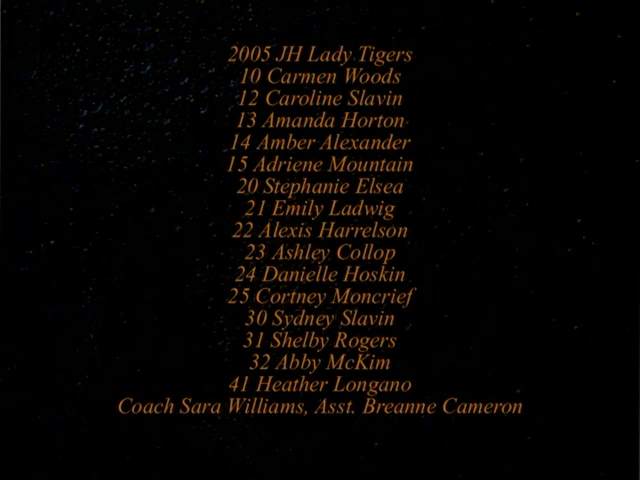 2005 JH Lady Tigers
10 Carmen Woods
12 Caroline Slavin
13 Amanda Horton
14 Amber Alexander
15 Adriene Mountain
20 Stephanie Elsea
21 Emily Ladwig
22 Alexis Harrelson
23 Ashley Collop
24 Danielle Hoskin
25 Cortney Moncrief
30 Sydney Slavin
31 Shelby Rogers
32 Abby McKim
41 Heather Longano
Coach Sara Williams, Asst. Breanne Cameron